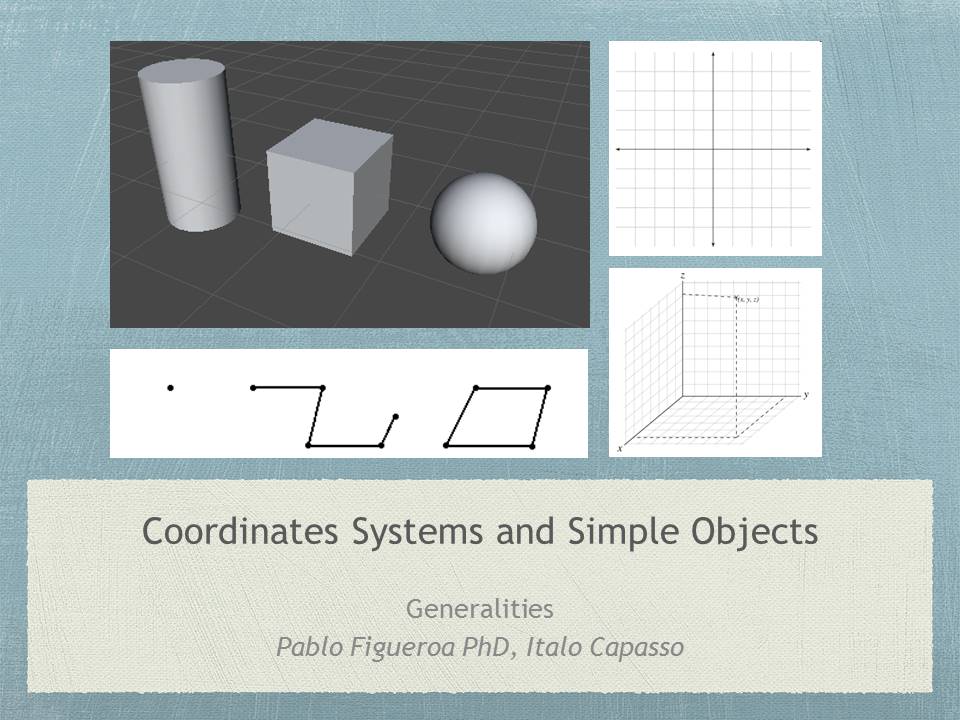 z
(x, y, z)
y
x
Coordinates Systems and Simple Objects
Generalities
Pablo Figueroa PhD, Italo Capasso